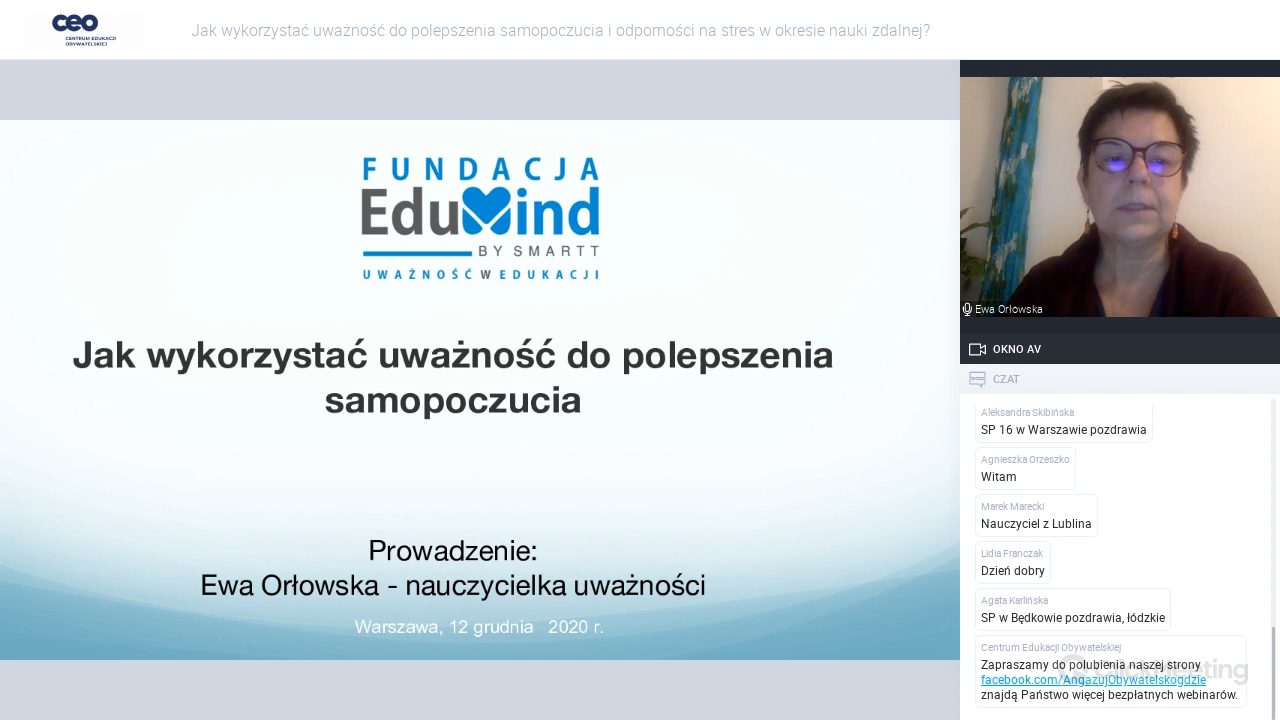 ceo
CENTRUM EDUKACJI
OBYWATELSKIEJ
Jak wykorzystać uważność do polepszenia samopoczucia i odporności na stres w okresie nauki zdalnej?
FUNDACJA
EduMind
BY SMARTT
UWAŻNOŚĆ W EDUKACJI
Jak wykorzystać uważność do polepszenia
samopoczucia
Prowadzenie:
Ewa Orłowska - nauczycielka uważności
Warszawa, 12 grudnia 2020 r.
Ewa Orłowska
OKNO AV
CZAT
Aleksandra Skibińska
SP 16 w Warszawie pozdrawia
Agnieszka Orzeszko
Witam
Marek Marecki
Nauczyciel z Lublina
Lidia Franczak
Dzień dobry
Agata Karlińska
SP w Będkowie pozdrawia, łódzkie
Centrum Edukacji Obywatelskiej
Zapraszamy do polubienia naszej strony
facebook.com/AngazujObywatelskogdzie
znajdą Państwo więcej bezpłatnych webinarów.
ClickMeeting